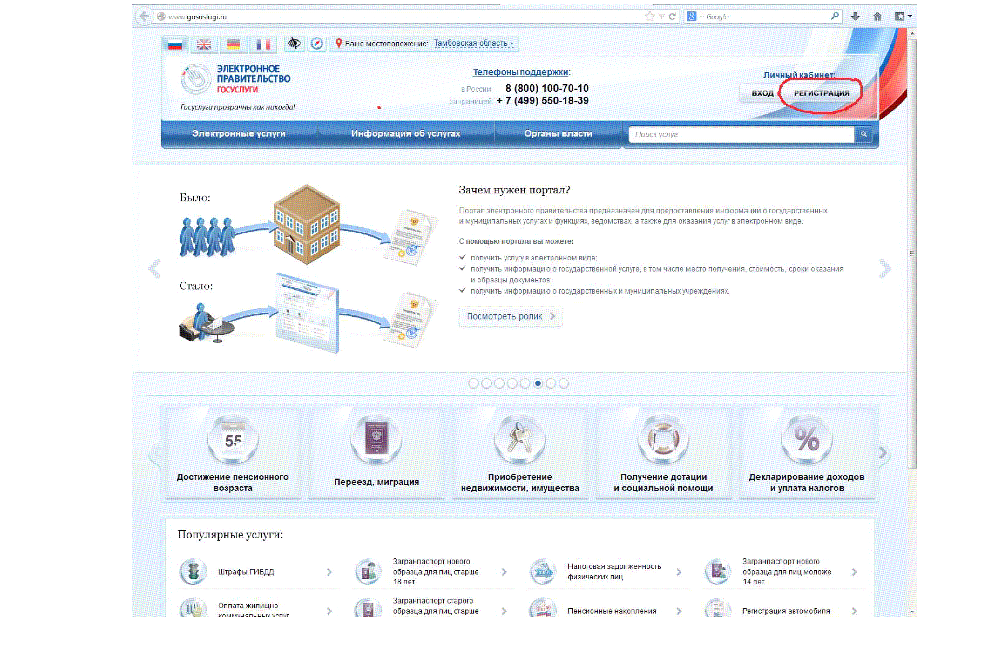 www.gosuslugi.ru
Google
Ваше местоположение: Тамбовская область
ЭЛЕКТРОННОЕ
ПРАВИТЕЛЬСТВО
ГОСУСЛУГИ
Госуслуги прозрачны как никогда!
Телефоны поддержки:
в России: 8 (800) 100-70-10
за границей: + 7 (499) 550-18-39
Личный кабинет:
ВХОД
РЕГИСТРАЦИЯ
Электронные услуги
Информация об услугах
Органы власти
Поиск услуг
Было:
Стало:
Зачем нужен портал?
Портал электронного правительства предназначен для предоставления информации о государственных
и муниципальных услугах и функциях, ведомствах, а также для оказания услуг в электронном виде.
С помощью портала вы можете:
получить услугу в электронном виде;
получить информацию о государственной услуге, в том числе место получения, стоимость, сроки оказания
и образцы документов;
получить информацию о государственных и муниципальных учреждениях.
Посмотреть ролик
55
%
Достижение пенсионного
возраста
Переезд, миграция
Приобретение
недвижимости, имущества
Получение дотации
и социальной помощи
Декларирование доходов
и уплата налогов
Популярные услуги:
Штрафы ГИБДД
Загранпаспорт нового
образца для лиц старше
18 лет
Налоговая задолженность
физических лиц
Загранпаспорт нового
образца для лиц моложе
14 лет
Оплата жилищно-
коммунальных услуг
Загранпаспорт старого
образца для лиц старше
Пенсионные накопления
Регистрация автомобиля